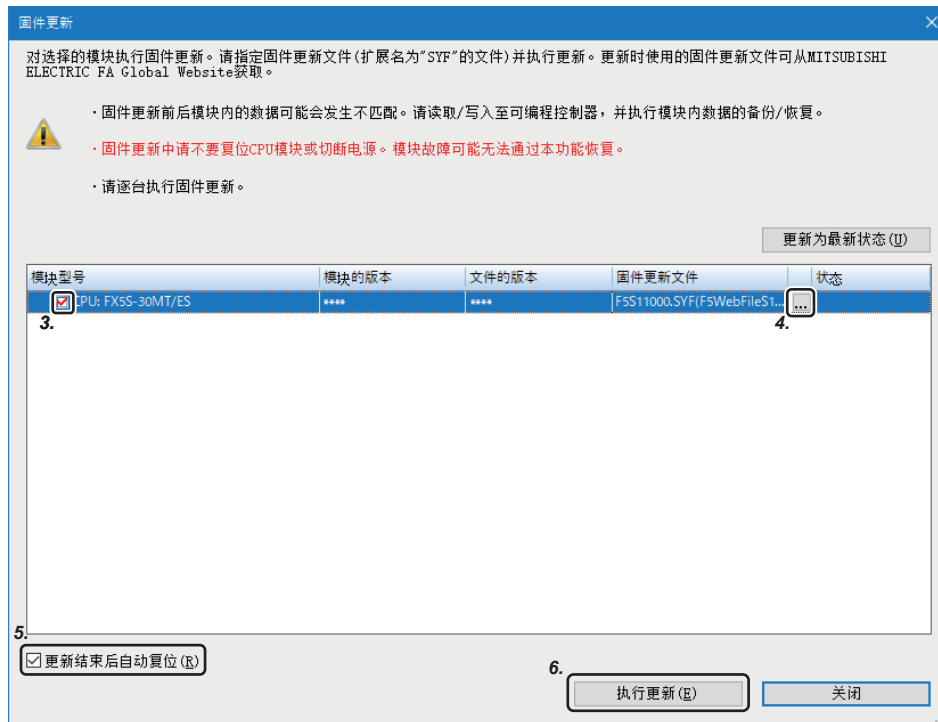 固件更新
对选择的模块执行固件更新。请指定固件更新文件(扩展名为"SYF"的文件)并执行更新。更新时使用的固件更新文件可从MITSUBISHI
ELECTRIC FA Global Website获取。
·固件更新前后模块内的数据可能会发生不匹配。请读取/写入至可编程控制器，并执行模块内数据的备份/恢复。
·固件更新中请不要复位CPU模块或切断电源。模块故障可能无法通过本功能恢复。
·请逐台执行固件更新。
更新为最新状态(U)
模块型号 模块的版本 文件的版本 固件更新文件 状态
CPU: FX5S-30MT/ES **** **** F5S11000.SYF(F5WebFileS1... ...
3. 4.
5.
更新结束后自动复位(R)
6.
执行更新(E) 关闭